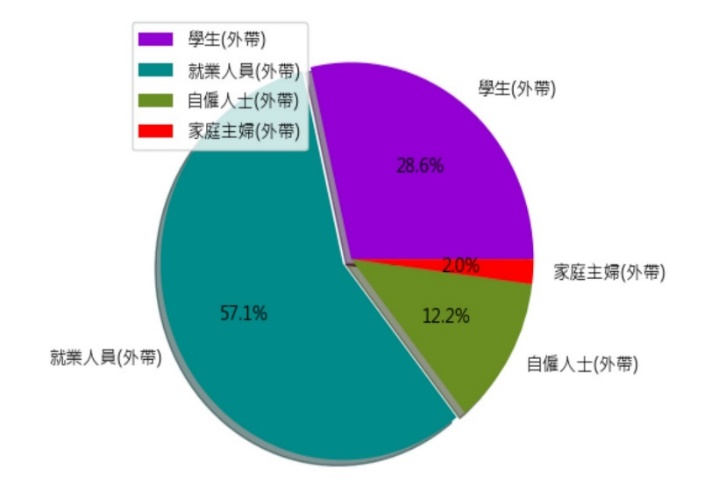 學生(外帶)
就業人員(外帶)
自僱人士(外帶)
家庭主婦(外帶)
學生(外帶)
28.6%
2.0%
家庭主婦(外帶)
57.1%
12.2%
就業人員(外帶)
自僱人士(外帶)